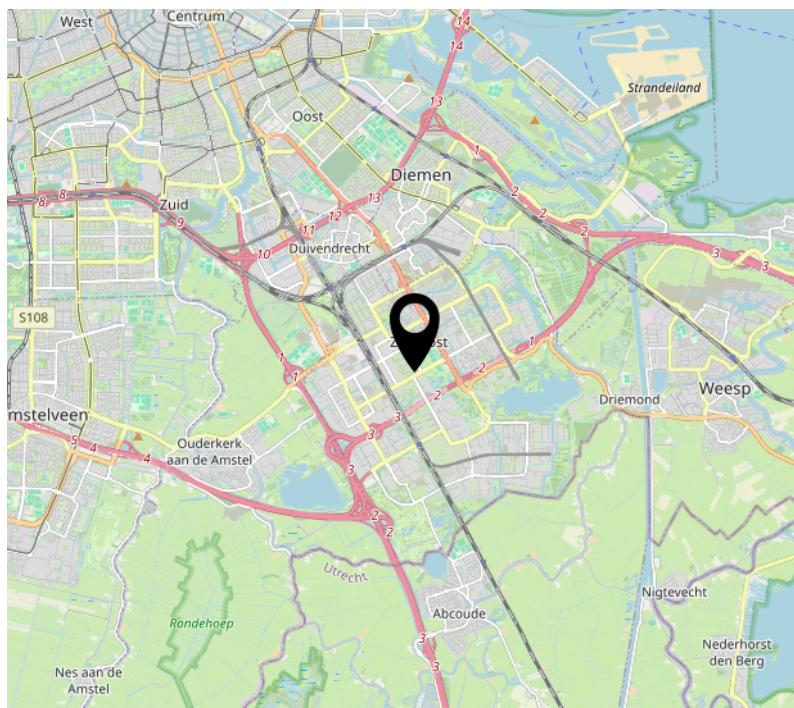 West
Centrum
14
14
Strandeiland
13
Oost
1
Diemen
2
8
8
Zuid
13
12
2
9
11
2
10
Duivendrecht
3
3
S108
1
1
1
2
2
Driemond
Weesp
mstelveen
3
5
4
Ouderkerk
aan de Amstel
3
4
3
2
2
Utrecht
Nigtevecht
Abcoude
Rondehoep
3
3
Nederhorst
den Berg
Nes aan de
Amstel